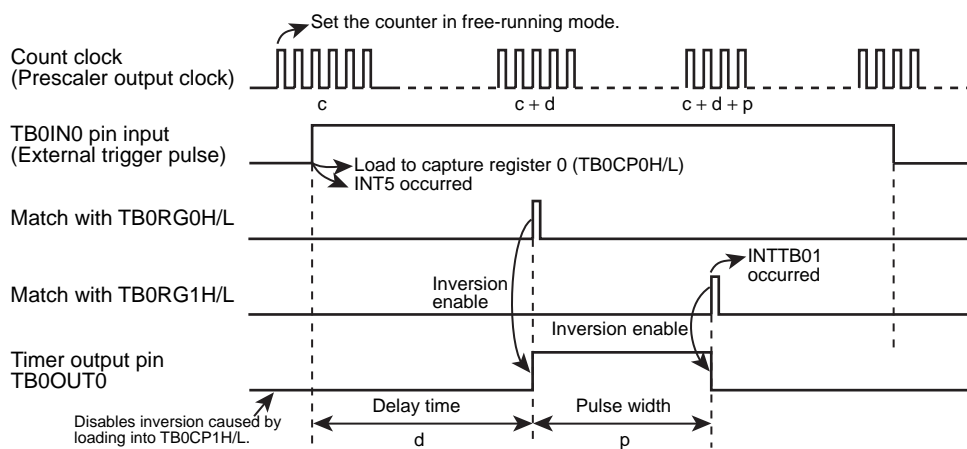 Set the counter in free-running mode.
Count clock
(Prescaler output clock)
c
c + d
c + d + p
TB0IN0 pin input
(External trigger pulse)
Load to capture register 0 (TB0CP0H/L)
INT5 occurred
Match with TB0RG0H/L
INTTB01
occurred
Inversion
enable
Match with TB0RG1H/L
Inversion enable
Timer output pin
TB0OUT0
Disables inversion caused by
loading into TB0CP1H/L.
Delay time
Pulse width
d
p